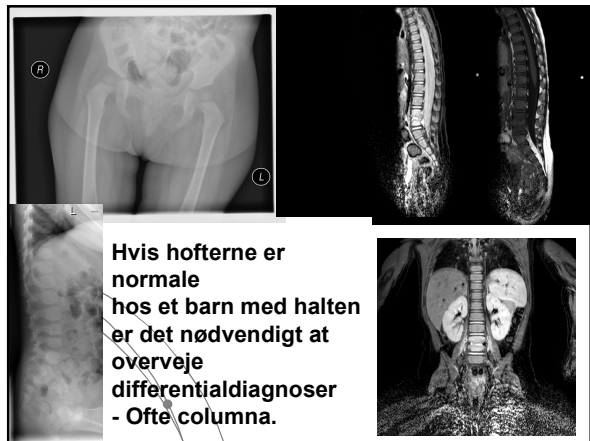 R
L
L
Hvis hofterne er
normale
hos et barn med halten
er det nødvendigt at
overveje
differentialdiagnoser
- Ofte columna.